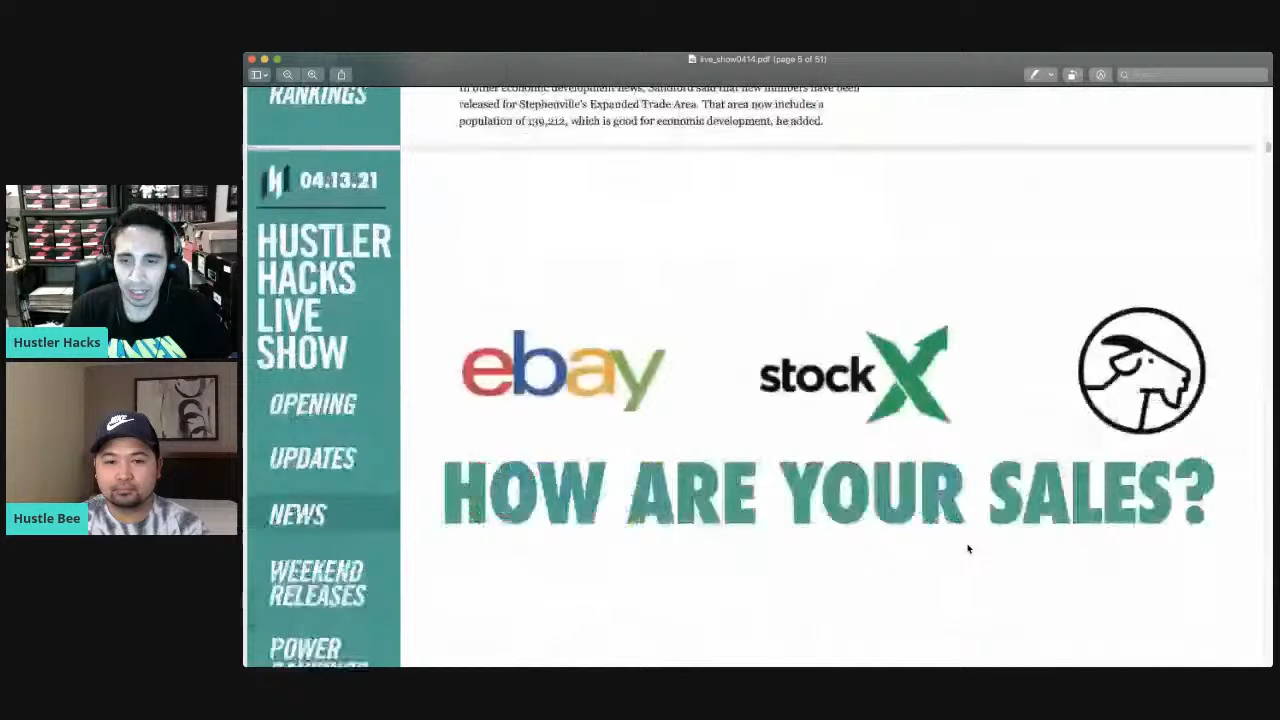 live_show0414.pdf (page 5 of 51)
RANKINGS
In other economic development news, Sandford said that new numbers have been
released for Stephenville's Expanded Trade Area. That area now includes a
population of 139,212, which is good for economic development, he added.
04.13.21
HUSTLER
HACKS
LIVE
SHOW
OPENING
UPDATES
NEWS
WEEKEND
RELEASES
POWER
ebay
stockX
HOW ARE YOUR SALES?
Hustler Hacks
Hustle Bee